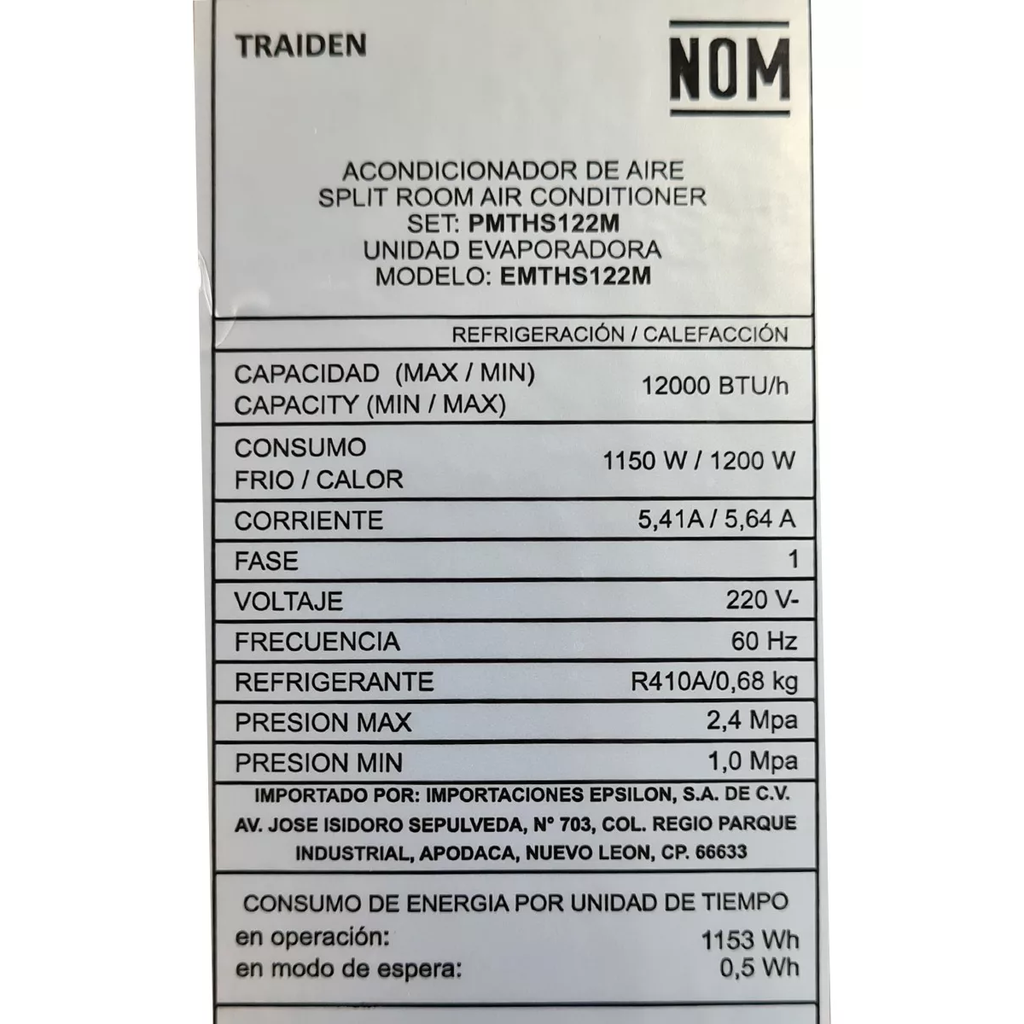 TRAIDEN
NOM
ACONDICIONADOR DE AIRE
SPLIT ROOM AIR CONDITIONER
SET: PMTHS122M
UNIDAD EVAPORADORA
MODELO: EMTHS122M
REFRIGERACIÓN / CALEFACCIÓN
CAPACIDAD (MAX / MIN)
CAPACITY (MIN / MAX)
12000 BTU/h
CONSUMO
FRIO / CALOR
1150 W / 1200 W
CORRIENTE 5,41A / 5,64 A
FASE 1
VOLTAJE 220 V-
FRECUENCIA 60 Hz
REFRIGERANTE R410A/0,68 kg
PRESION MAX 2,4 Mpa
PRESION MIN 1,0 Mpa
IMPORTADO POR: IMPORTACIONES EPSILON, S.A. DE C.V.
AV. JOSE ISIDORO SEPULVEDA, Nº 703, COL. REGIO PARQUE
INDUSTRIAL, APODACA, NUEVO LEON, CP. 66633
CONSUMO DE ENERGIA POR UNIDAD DE TIEMPO
en operación: 1153 Wh
en modo de espera: 0,5 Wh